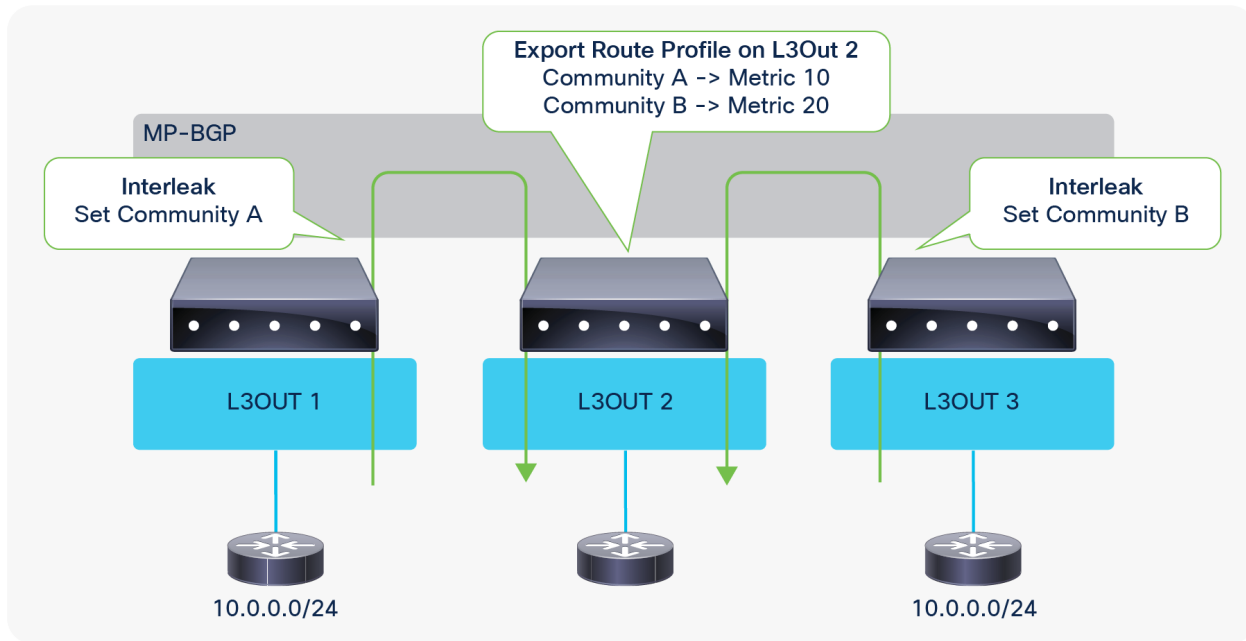 Export Route Profile on L3Out 2
Community A -> Metric 10
Community B -> Metric 20
MP-BGP
Interleak
Set Community A
Interleak
Set Community B
L3OUT 1
L3OUT 2
L3OUT 3
10.0.0.0/24
10.0.0.0/24